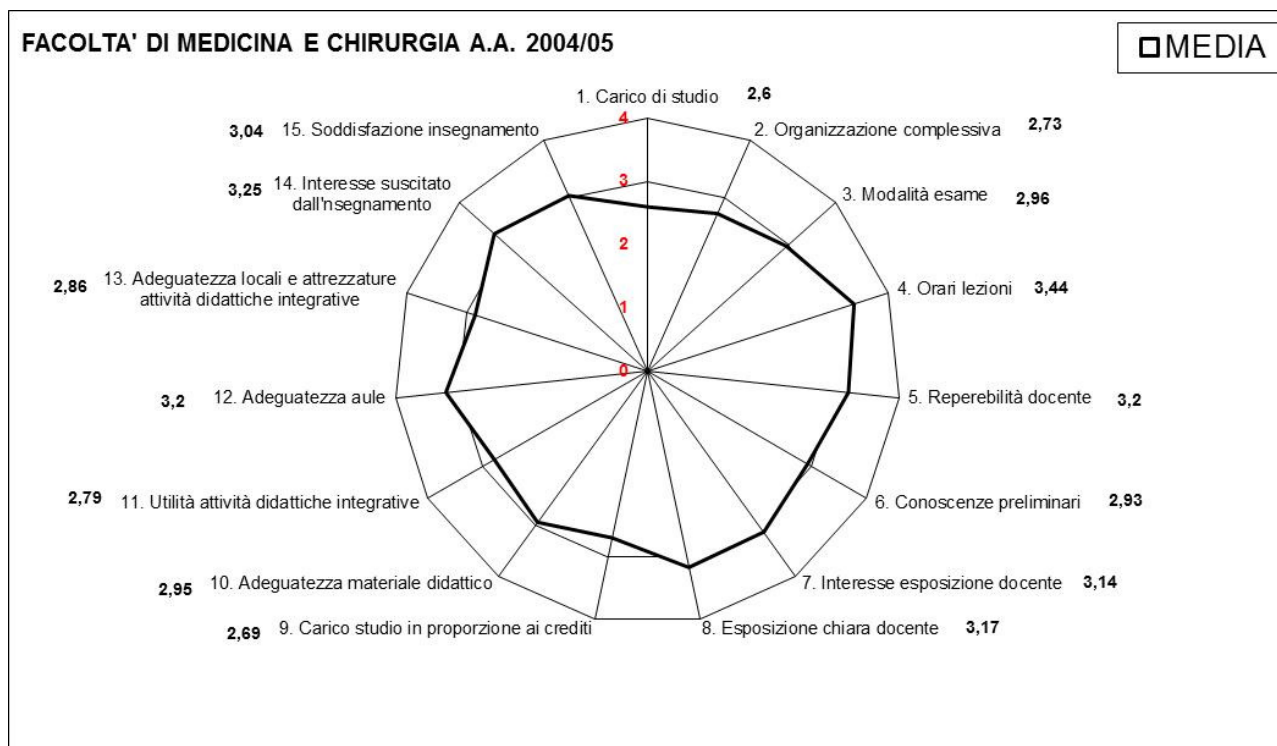 FACOLTA' DI MEDICINA E CHIRURGIA A.A. 2004/05
MEDIA
1. Carico di studio 2,6
2. Organizzazione complessiva 2,73
3. Modalità esame 2,96
4. Orari lezioni 3,44
5. Reperebilità docente 3,2
6. Conoscenze preliminari 2,93
7. Interesse esposizione docente 3,14
8. Esposizione chiara docente 3,17
2,69 9. Carico studio in proporzione ai crediti
2,95 10. Adeguatezza materiale didattico
2,79 11. Utilità attività didattiche integrative
3,2 12. Adeguatezza aule
2,86 13. Adeguatezza locali e attrezzature
attività didattiche integrative
3,25 14. Interesse suscitato
dall'nsegnamento
3,04 15. Soddisfazione insegnamento
4
3
2
1
0